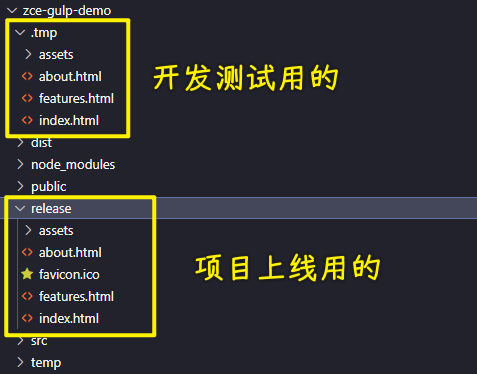 zce-gulp-demo
.tmp
assets
about.html
features.html
index.html
开发测试用的
dist
node_modules
public
release
assets
about.html
favicon.ico
features.html
index.html
项目上线用的
src
temp